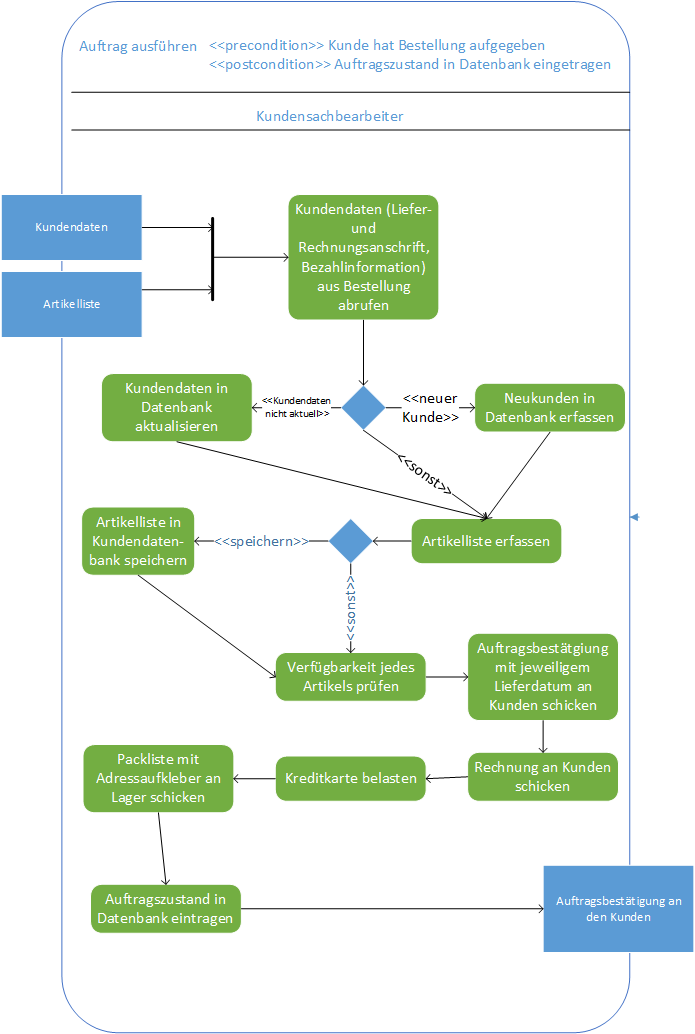 Auftrag ausführen <<precondition>> Kunde hat Bestellung aufgegeben
<<postcondition>> Auftragszustand in Datenbank eingetragen
Kundensachbearbeiter
Kundendaten
Artikelliste
Kundendaten (Liefer-
und
Rechnungsanschrift,
Bezahlinformation)
aus Bestellung
abrufen
Kundendaten in
Datenbank
aktualisieren
<<Kundendaten
nicht aktuell>>
<<neuer
Kunde>>
Neukunden in
Datenbank erfassen
<<sonst>>
Artikelliste in
Kundendaten-
bank speichern
<<speichern>>
Artikelliste erfassen
<<sonst>>
Verfügbarkeit jedes
Artikels prüfen
Auftragsbestätgiung
mit jeweiligem
Lieferdatum an
Kunden schicken
Packliste mit
Adressaufkleber an
Lager schicken
Kreditkarte belasten
Rechnung an Kunden
schicken
Auftragszustand in
Datenbank eintragen
Auftragsbestätigung an
den Kunden